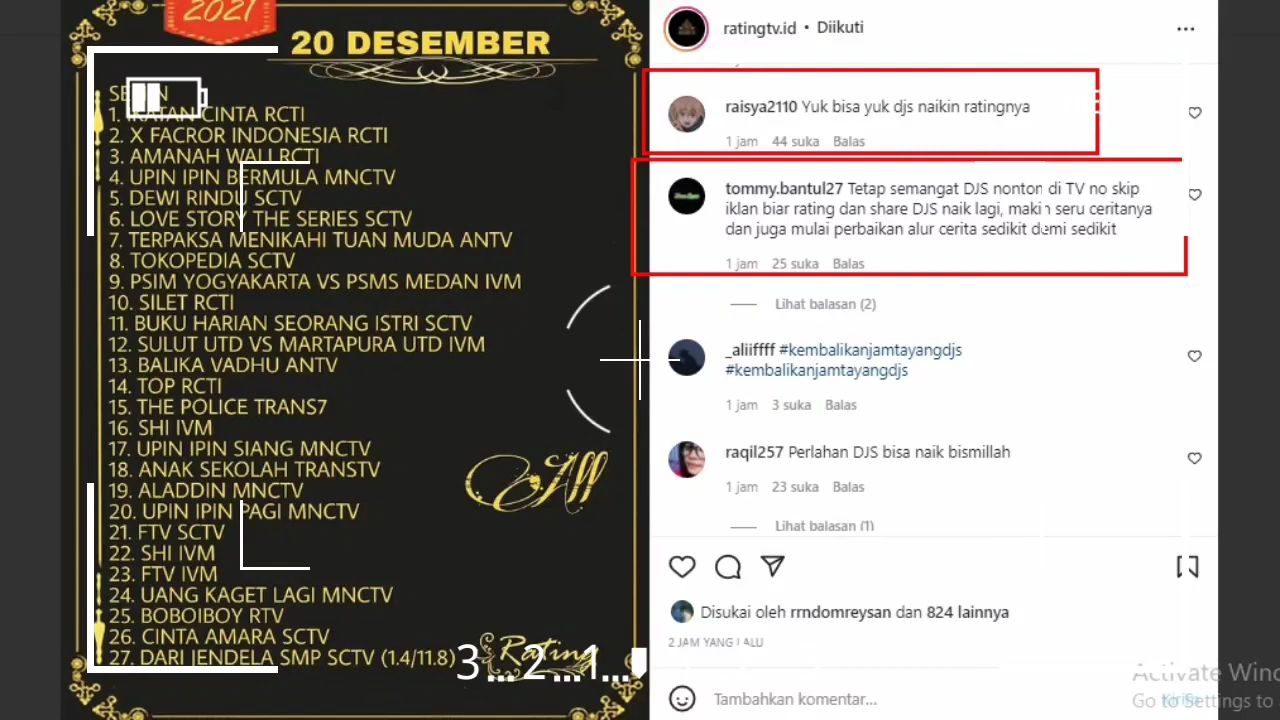 2021
20 DESEMBER
SENIN
1. IKATAN CINTA RCTI
2. X FACROR INDONESIA RCTI
3. AMANAH WALI RCTI
4. UPIN IPIN BERMULA MNCTV
5. DEWI RINDU SCTV
6. LOVE STORY THE SERIES SCTV
7. TERPAKSA MENIKAHI TUAN MUDA ANTV
8. TOKOPEDIA SCTV
9. PSIM YOGYAKARTA VS PSMS MEDAN IVM
10. SILET RCTI
11. BUKU HARIAN SEORANG ISTRI SCTV
12. SULUT UTD VS MARTAPURA UTD IVM
13. BALIKA VADHU ANTV
14. TOP RCTI
15. THE POLICE TRANS7
16. SHI IVM
17. UPIN IPIN SIANG MNCTV
18. ANAK SEKOLAH TRANSTV
19. ALADDIN MNCTV
20. UPIN IPIN PAGI MNCTV
21. FTV SCTV
22. SHI IVM
23. FTV IVM
24. UANG KAGET LAGI MNCTV
25. BOBOIBOY RTV
26. CINTA AMARA SCTV
27. DARI JENDELA SMP SCTV (1.4/11.8)
All
Rating
3...2...1...
ratingtv.id • Diikuti
raisya2110 Yuk bisa yuk djs naikin ratingnya
1 jam 44 suka Balas
tommy.bantul27 Tetap semangat DJS nonton di TV no skip
iklan biar rating dan share DJS naik lagi, makin seru ceritanya
dan juga mulai perbaikan alur cerita sedikit demi sedikit
1 jam 25 suka Balas
Lihat balasan (2)
_aliiffff #kembalikanjamtayangdjs
#kembalikanjamtayangdjs
1 jam 3 suka Balas
raqil257 Perlahan DJS bisa naik bismillah
1 jam 23 suka Balas
Lihat balasan (1)
Disukai oleh rrndomreysan dan 824 lainnya
2 JAM YANG LALU
Tambahkan komentar...
Kirim
Activate Wind
Go to Settings to